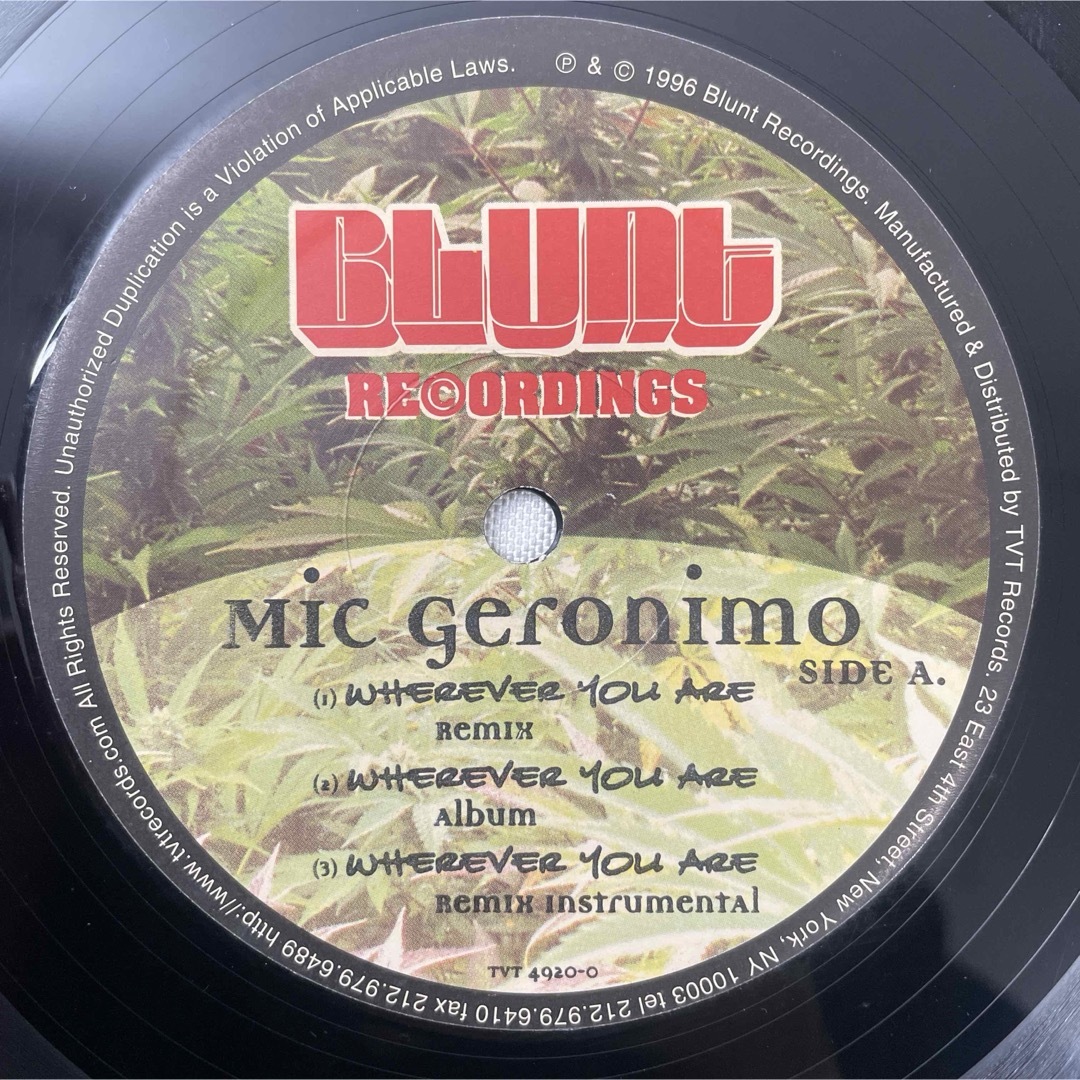 BLUNT
RE©ORDINGS
Mic Geronimo
SIDE A.
(1) WHEREVER YOU ARE
Remix
(2) WHEREVER YOU ARE
Album
(3) WHEREVER YOU ARE
Remix Instrumental
TVT 4920-0
℗ & © 1996 Blunt Recordings. Manufactured & Distributed by TVT Records. 23 East 4th Street, New York, NY 10003 tel 212.979.6410 fax 212.979.6489 http://www.tvtrecords.com All Rights Reserved. Unauthorized Duplication is a Violation of Applicable Laws.